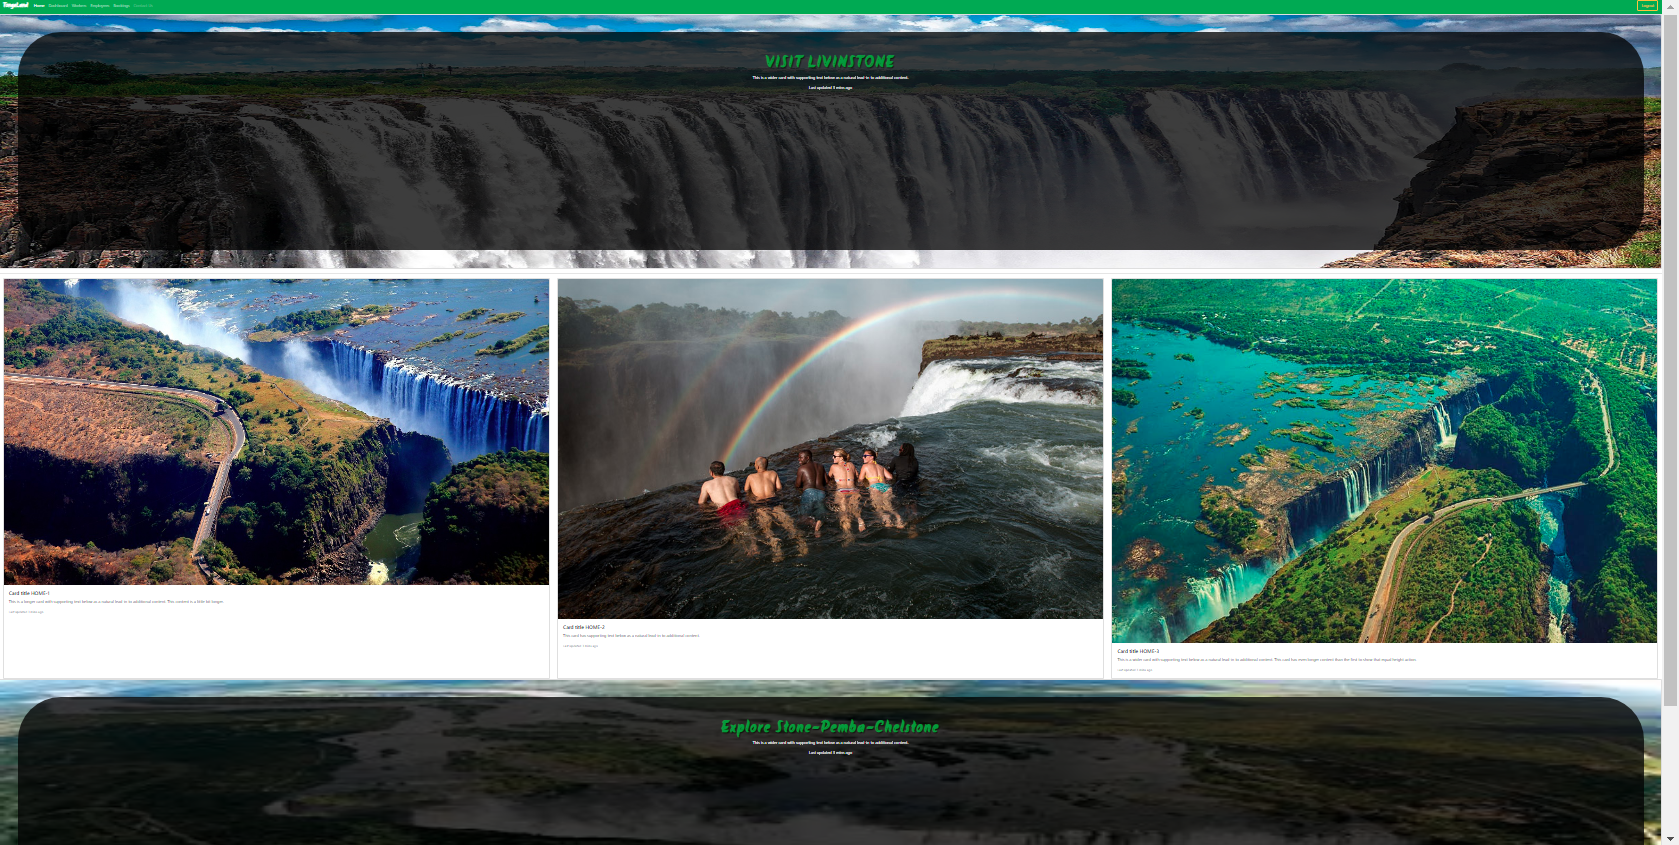 TongaLand
Home Dashboard Visitors Employees Bookings Contact Us
Logout
VISIT LIVINSTONE
This is a wider card with supporting text below as a natural lead-in to additional content.
Last updated 3 mins ago
Card title HOME-1
This is a longer card with supporting text below as a natural lead-in to additional content. This content is a little bit longer.
Last updated 3 mins ago
Card title HOME-2
This card has supporting text below as a natural lead-in to additional content.
Last updated 3 mins ago
Card title HOME-3
This is a wider card with supporting text below as a natural lead-in to additional content. This card has even longer content than the first to show that equal height action.
Last updated 3 mins ago
Explore Stone-Pemba-Chelstone
This is a wider card with supporting text below as a natural lead-in to additional content.
Last updated 3 mins ago